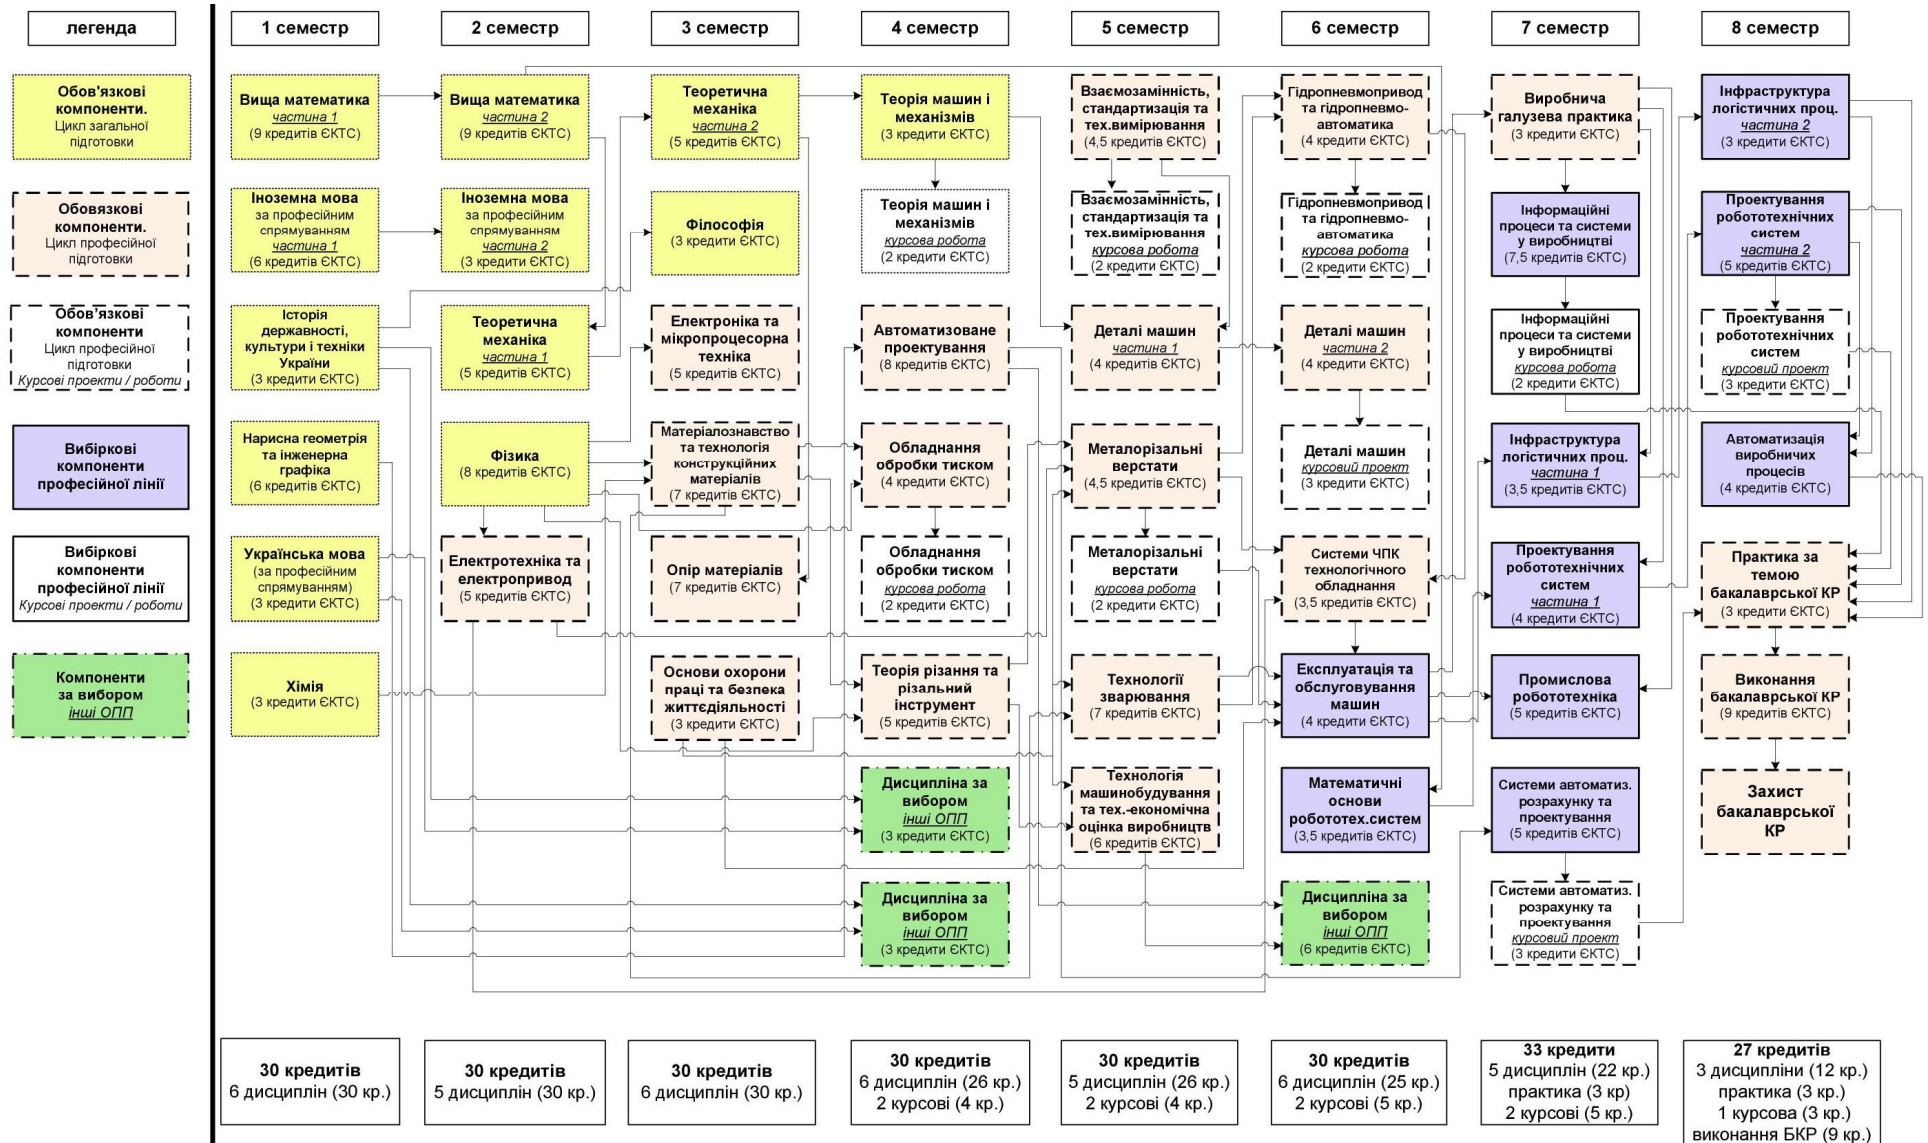 легенда
Обов'язкові
компоненти.
Цикл загальної
підготовки
Обовязкові
компоненти.
Цикл професійної
підготовки
Обов’язкові
компоненти
Цикл професійної
підготовки
Курсові проекти / роботи
Вибіркові
компоненти
професійної лінії
Вибіркові
компоненти
професійної лінії
Курсові проекти / роботи
Компоненти
за вибором
інші ОПП
1 семестр
Вища математика
частина 1
(9 кредитів ЄКТС)
Іноземна мова
за професійним
спрямуванням
частина 1
(6 кредитів ЄКТС)
Історія
державності,
культури і техніки
України
(3 кредити ЄКТС)
Нарисна геометрія
та інженерна
графіка
(6 кредитів ЄКТС)
Українська мова
(за професійним
спрямуванням)
(3 кредити ЄКТС)
Хімія
(3 кредити ЄКТС)
30 кредитів
6 дисциплін (30 кр.)
2 семестр
Вища математика
частина 2
(9 кредитів ЄКТС)
Іноземна мова
за професійним
спрямуванням
частина 2
(3 кредити ЄКТС)
Теоретична
механіка
частина 1
(5 кредитів ЄКТС)
Фізика
(8 кредитів ЄКТС)
Електротехніка та
електропривод
(5 кредитів ЄКТС)
30 кредитів
5 дисциплін (30 кр.)
3 семестр
Теоретична
механіка
частина 2
(5 кредитів ЄКТС)
Філософія
(3 кредити ЄКТС)
Електроніка та
мікропроцесорна
техніка
(5 кредитів ЄКТС)
Матеріалознавство
та технологія
конструкційних
матеріалів
(7 кредитів ЄКТС)
Опір матеріалів
(7 кредитів ЄКТС)
Основи охорони
праці та безпека
життєдіяльності
(3 кредити ЄКТС)
30 кредитів
6 дисциплін (30 кр.)
4 семестр
Теорія машин і
механізмів
(3 кредити ЄКТС)
Теорія машин і
механізмів
курсова робота
(2 кредити ЄКТС)
Автоматизоване
проектування
(8 кредитів ЄКТС)
Обладнання
обробки тиском
(4 кредити ЄКТС)
Обладнання
обробки тиском
курсова робота
(2 кредити ЄКТС)
Теорія різання та
різальний
інструмент
(5 кредитів ЄКТС)
Дисципліна за
вибором
інші ОПП
(3 кредити ЄКТС)
Дисципліна за
вибором
інші ОПП
(3 кредити ЄКТС)
30 кредитів
6 дисциплін (26 кр.)
2 курсові (4 кр.)
5 семестр
Взаємозамінність,
стандартизація та
тех.вимірювання
(4,5 кредити ЄКТС)
Взаємозамінність,
стандартизація та
тех.вимірювання
курсова робота
(2 кредити ЄКТС)
Деталі машин
частина 1
(4 кредити ЄКТС)
Металорізальні
верстати
(4,5 кредити ЄКТС)
Металорізальні
верстати
курсова робота
(2 кредити ЄКТС)
Технології
зварювання
(7 кредитів ЄКТС)
Технологія
машинобудування
та тех.-економічна
оцінка виробництв
(6 кредитів ЄКТС)
30 кредитів
5 дисциплін (26 кр.)
2 курсові (4 кр.)
6 семестр
Гідропневмопривод
та гідропневмо-
автоматика
(4 кредити ЄКТС)
Гідропневмопривод
та гідропневмо-
автоматика
курсова робота
(2 кредити ЄКТС)
Деталі машин
частина 2
(4 кредити ЄКТС)
Деталі машин
курсовий проект
(3 кредити ЄКТС)
Системи ЧПК
технологічного
обладнання
(3,5 кредити ЄКТС)
Експлуатація та
обслуговування
машин
(4 кредити ЄКТС)
Математичні
основи
робототех.систем
(3,5 кредити ЄКТС)
Дисципліна за
вибором
інші ОПП
(6 кредитів ЄКТС)
30 кредитів
6 дисциплін (25 кр.)
2 курсові (5 кр.)
7 семестр
Виробнича
галузева практика
(3 кредити ЄКТС)
Інформаційні
процеси та системи
у виробництві
(7,5 кредитів ЄКТС)
Інформаційні
процеси та системи
у виробництві
курсова робота
(2 кредити ЄКТС)
Інфраструктура
логістичних проц.
частина 1
(3,5 кредитів ЄКТС)
Проектування
робототехнічних
систем
частина 1
(4 кредитів ЄКТС)
Промислова
робототехніка
(5 кредитів ЄКТС)
Системи автоматиз.
розрахунку та
проектування
(5 кредитів ЄКТС)
Системи автоматиз.
розрахунку та
проектування
курсовий проект
(3 кредити ЄКТС)
33 кредити
5 дисциплін (22 кр.)
практика (3 кр)
2 курсові (5 кр.)
8 семестр
Інфраструктура
логістичних проц.
частина 2
(3 кредити ЄКТС)
Проектування
робототехнічних
систем
частина 2
(5 кредитів ЄКТС)
Проектування
робототехнічних
систем
курсовий проект
(3 кредити ЄКТС)
Автоматизація
виробничих
процесів
(4 кредити ЄКТС)
Практика за
темою
бакалаврської КР
(3 кредити ЄКТС)
Виконання
бакалаврської КР
(9 кредитів ЄКТС)
Захист
бакалаврської
КР
27 кредитів
3 дисципліни (12 кр.)
практика (3 кр.)
1 курсова (3 кр.)
виконання БКР (9 кр.)